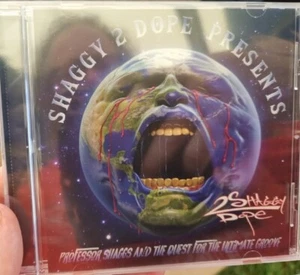 SHAGGY 2 DOPE PRESENTS
2 SHAGGY
DOPE
PROFESSOR SHAGGS AND THE QUEST FOR THE ULTIMATE GROOVE